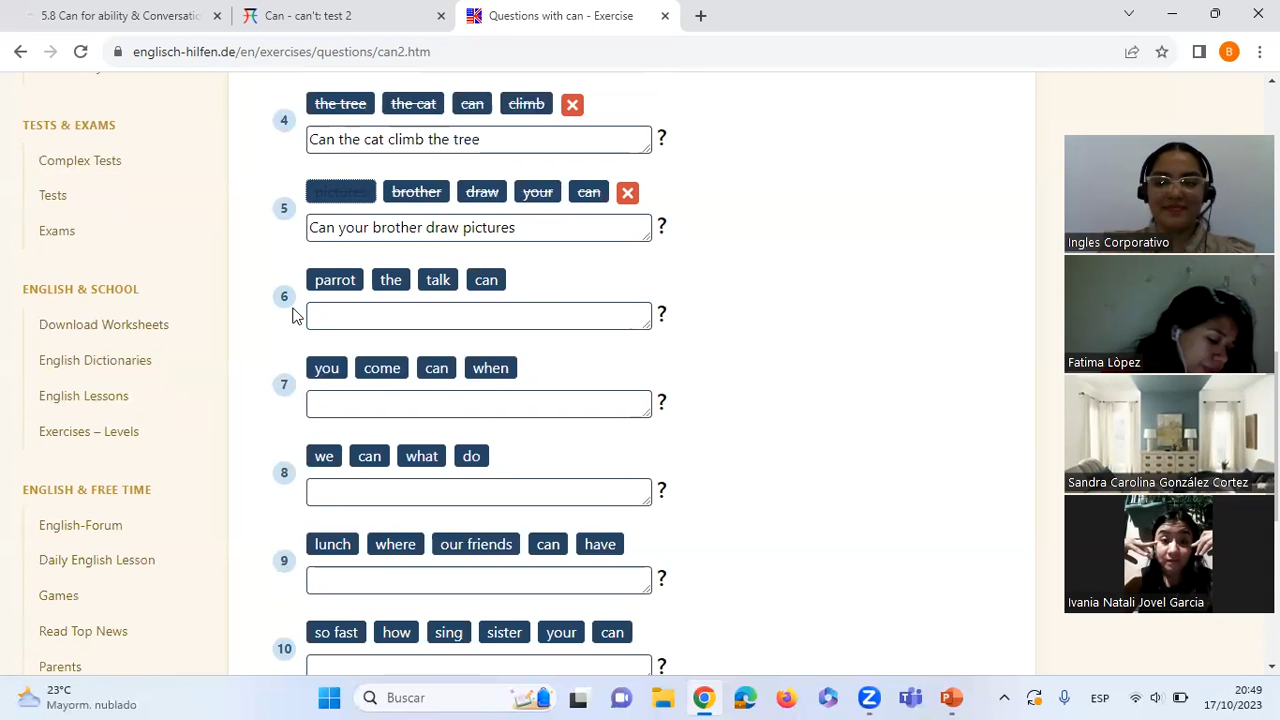 5.8 Can for ability & Conversatio
Can - can't: test 2
Questions with can - Exercise
englisch-hilfen.de/en/exercises/questions/can2.htm
B
TESTS & EXAMS
Complex Tests
Tests
Exams
ENGLISH & SCHOOL
Download Worksheets
English Dictionaries
English Lessons
Exercises – Levels
ENGLISH & FREE TIME
English-Forum
Daily English Lesson
Games
Read Top News
Parents
4
the tree the cat can climb
Can the cat climb the tree ?
5
pictures brother draw your can
Can your brother draw pictures ?
6
parrot the talk can
?
7
you come can when
?
8
we can what do
?
9
lunch where our friends can have
?
10
so fast how sing sister your can
?
Ingles Corporativo
Fatima López
Sandra Carolina González Cortez
Ivania Natali Jovel Garcia
23°C
Mayorm. nublado
Buscar
ESP
20:49
17/10/2023